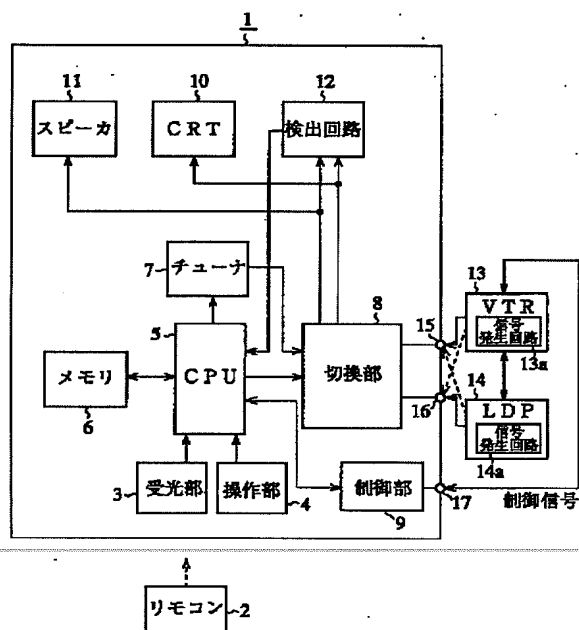 1
11
10
12
スピーカ
CRT
検出回路
7
チューナ
13
VTR
信号
発生回路
13a
5
8
15
メモリ
CPU
切換部
6
16
14
LDP
信号
発生回路
14a
3
受光部
操作部
4
制御部
9
17
制御信号
リモコン
2